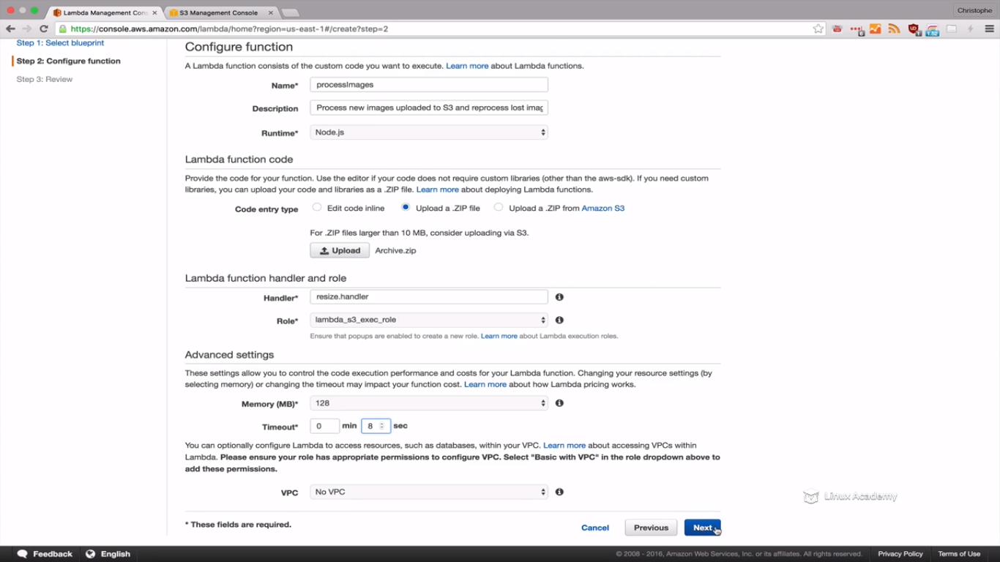 Lambda Management Cons
S3 Management Console
Christophe
https://console.aws.amazon.com/lambda/home?region=us-east-1#/create?step=2
Step 1: Select blueprint
Step 2: Configure function
Step 3: Review
Configure function
A Lambda function consists of the custom code you want to execute. Learn more about Lambda functions.
Name* processImages
Description Process new images uploaded to S3 and reprocess lost imag
Runtime* Node.js
Lambda function code
Provide the code for your function. Use the editor if your code does not require custom libraries (other than the aws-sdk). If you need custom
libraries, you can upload your code and libraries as a .ZIP file. Learn more about deploying Lambda functions.
Code entry type Edit code inline Upload a .ZIP file Upload a .ZIP from Amazon S3
For .ZIP files larger than 10 MB, consider uploading via S3.
Upload Archive.zip
Lambda function handler and role
Handler* resize.handler
Role* lambda_s3_exec_role
Ensure that popups are enabled to create a new role. Learn more about Lambda execution roles.
Advanced settings
These settings allow you to control the code execution performance and costs for your Lambda function. Changing your resource settings (by
selecting memory) or changing the timeout may impact your function cost. Learn more about how Lambda pricing works.
Memory (MB)* 128
Timeout* 0 min 8 sec
You can optionally configure Lambda to access resources, such as databases, within your VPC. Learn more about accessing VPCs within
Lambda. Please ensure your role has appropriate permissions to configure VPC. Select "Basic with VPC" in the role dropdown above to
add these permissions.
VPC No VPC
Linux Academy
* These fields are required.
Cancel Previous Next
Feedback English © 2008 - 2016, Amazon Web Services, Inc. or its affiliates. All rights reserved. Privacy Policy Terms of Use